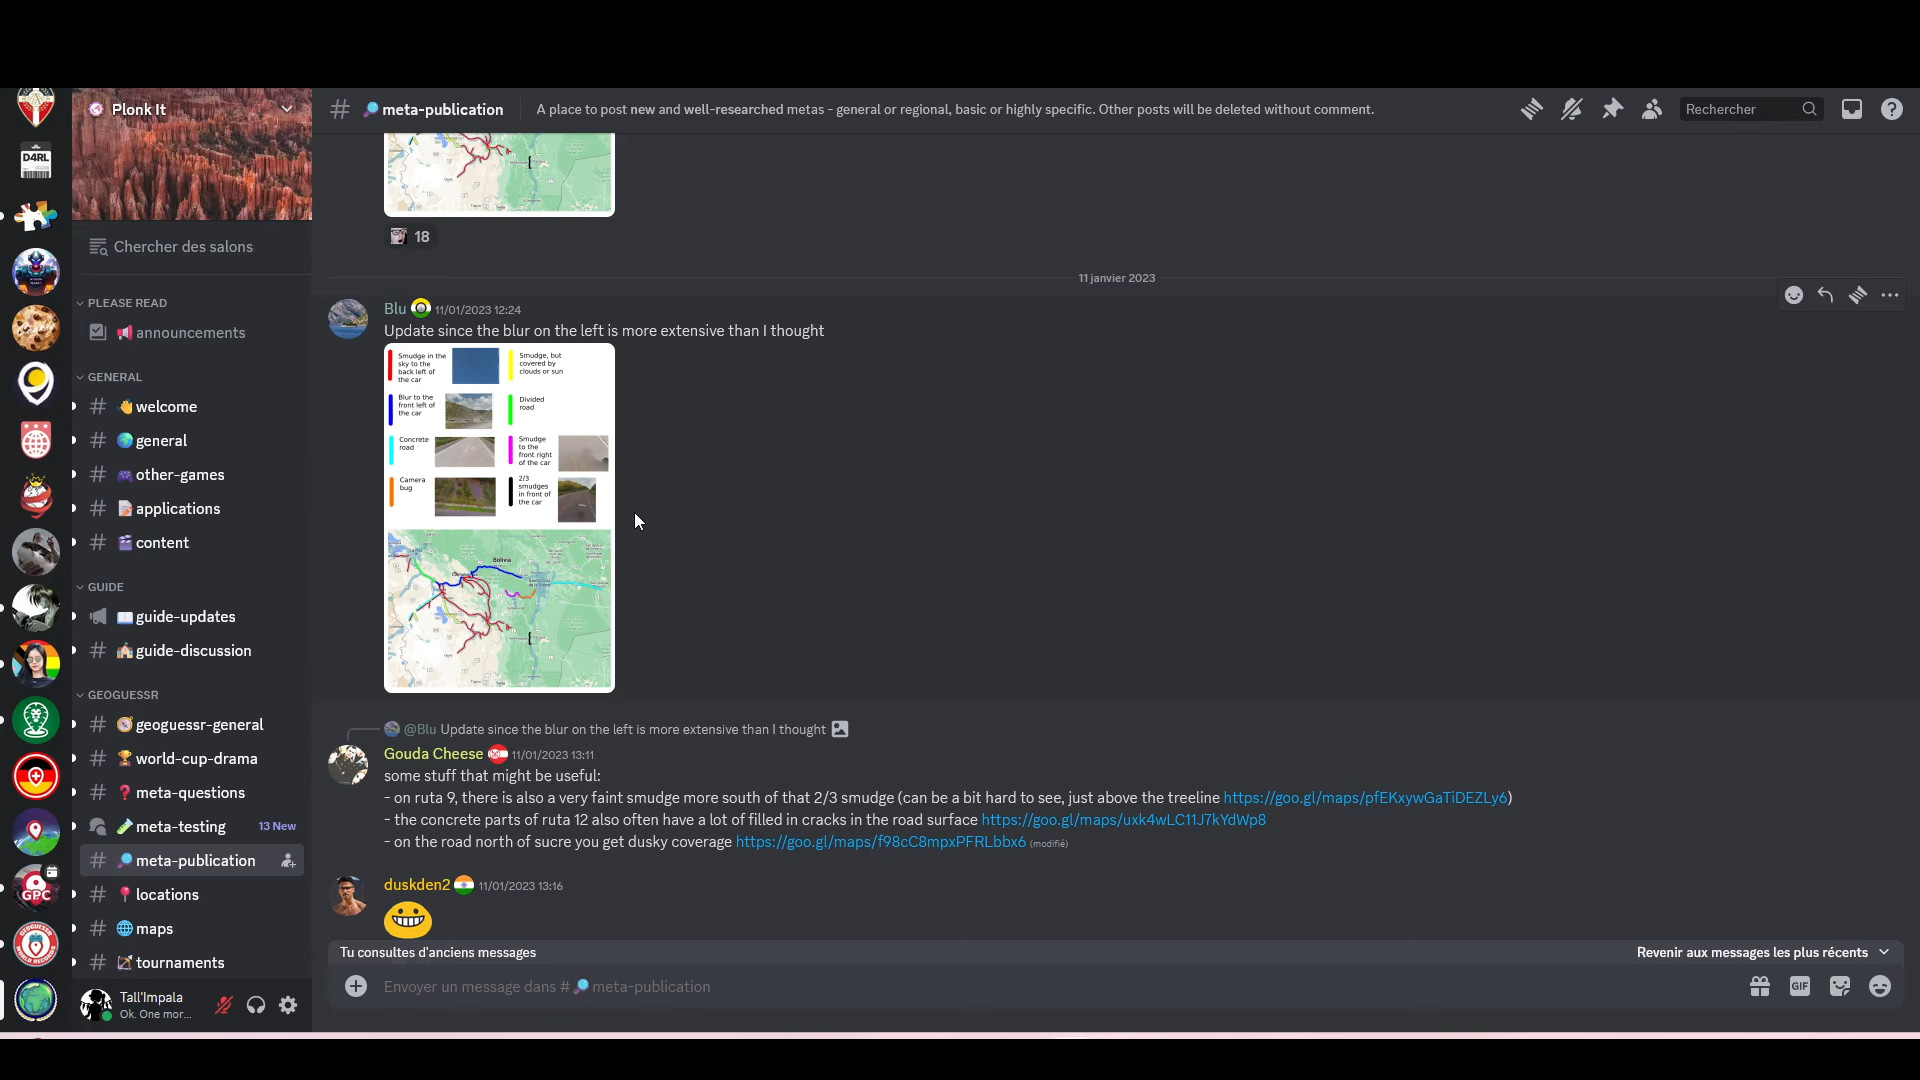 Plonk It
meta-publication
A place to post new and well-researched metas - general or regional, basic or highly specific. Other posts will be deleted without comment.
Rechercher
D4RL
Chercher des salons
PLEASE READ
announcements
GENERAL
welcome
general
other-games
applications
content
GUIDE
guide-updates
guide-discussion
GEOGUESSR
geoguessr-general
world-cup-drama
meta-questions
meta-testing 13 New
meta-publication
locations
maps
tournaments
GPC
Tall'Impala
Ok. One mor...
18
11 janvier 2023
Blu 11/01/2023 12:24
Update since the blur on the left is more extensive than I thought
Smudge in the
sky to the
back left of
the car
Smudge, but
covered by
clouds or sun
Blur to the
front left of
the car
Divided
road
Concrete
road
Smudge
to the
front right
of the car
Camera
bug
2/3
smudges
in front of
the car
Bolivia
@Blu Update since the blur on the left is more extensive than I thought
Gouda Cheese 11/01/2023 13:11
some stuff that might be useful:
- on ruta 9, there is also a very faint smudge more south of that 2/3 smudge (can be a bit hard to see, just above the treeline https://goo.gl/maps/pfEKxywGaTiDEZLy6)
- the concrete parts of ruta 12 also often have a lot of filled in cracks in the road surface https://goo.gl/maps/uxk4wLC11J7kYdWp8
- on the road north of sucre you get dusky coverage https://goo.gl/maps/f98cC8mpxPFRLbbx6 (modifié)
duskden2 11/01/2023 13:16
Tu consultes d'anciens messages
Revenir aux messages les plus récents
Envoyer un message dans # meta-publication
GIF